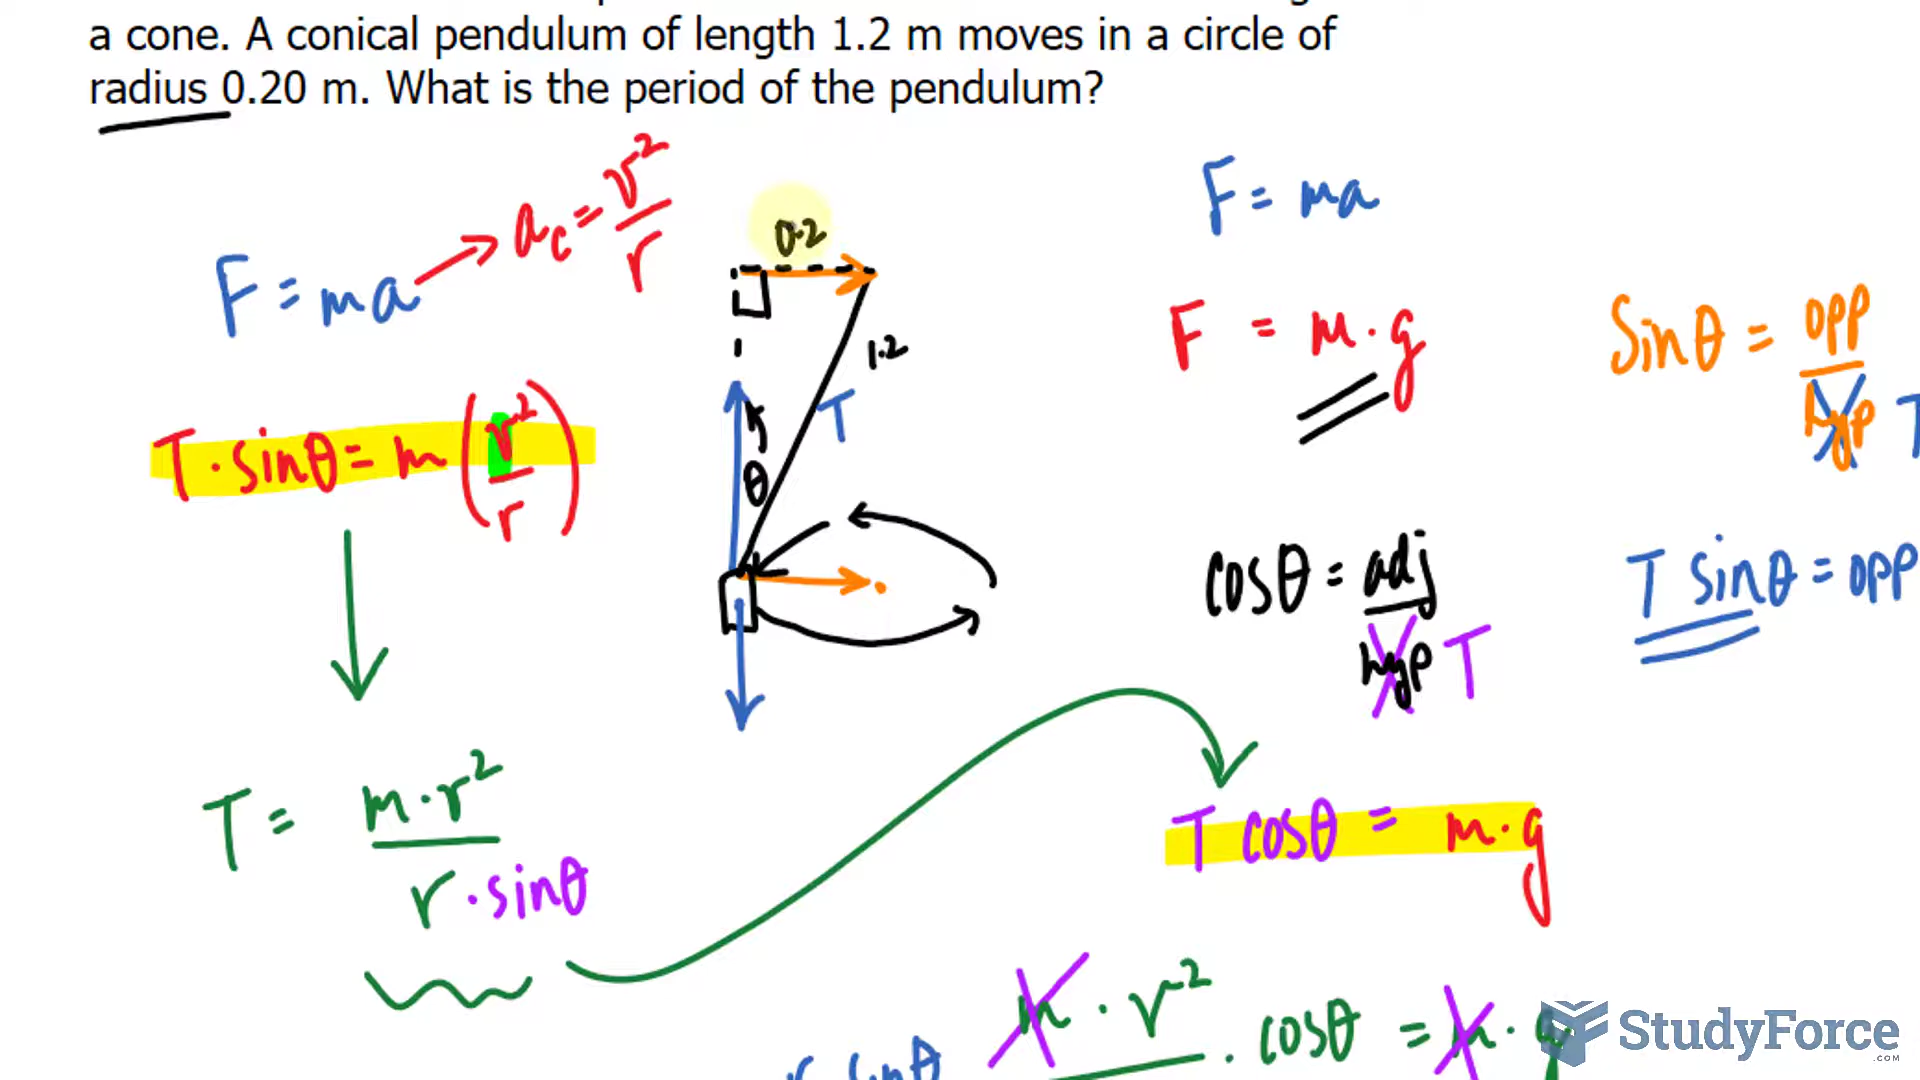 a cone. A conical pendulum of length 1.2 m moves in a circle of
radius 0.20 m. What is the period of the pendulum?
F = ma
a_c = v²/r
T · sinθ = m (v²/r)
T = m · v² / r · sinθ
0.2
1.2
T
θ
F = ma
F = m · g
cosθ = adj/hyp T
T cosθ = m · g
Sinθ = opp/hyp T
T sinθ = opp
m · v²
r sinθ
· cosθ = m · g
StudyForce
.COM